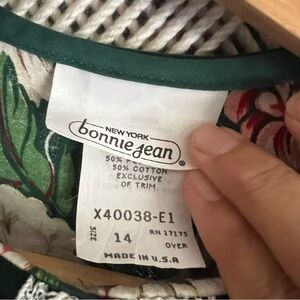 NEW YORK
bonnie jean ®
50%
50% COTTON
EXCLUSIVE
OF TRIM
X40038-E1
SIZE 14 RN 17175
OVER
MADE IN U.S.A